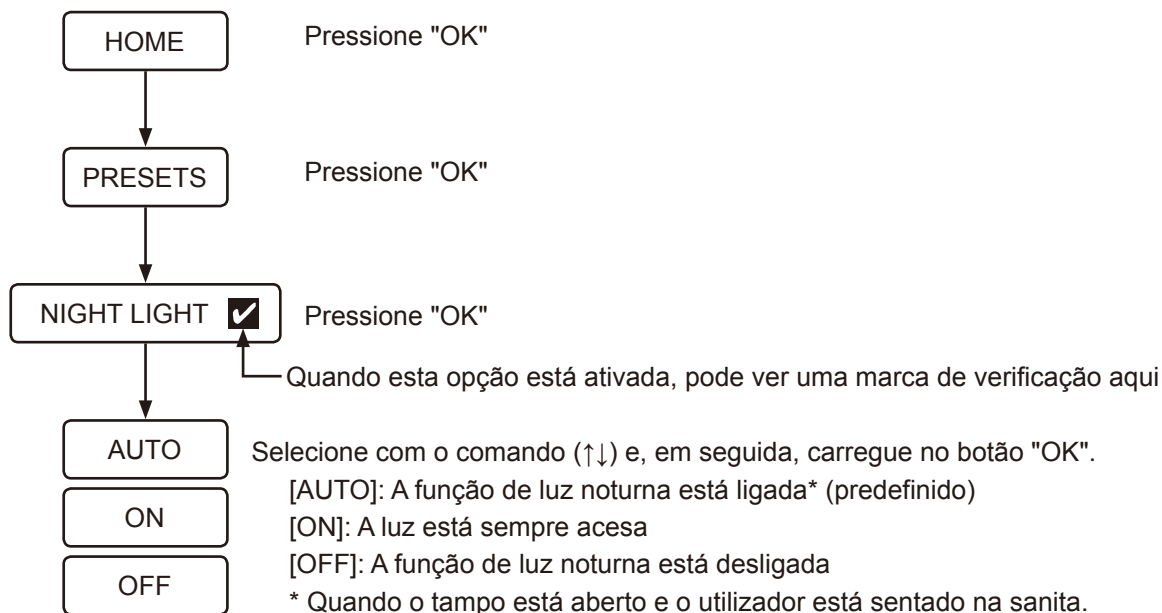 HOME Pressione "OK"
PRESETS Pressione "OK"
NIGHT LIGHT ✔ Pressione "OK"
Quando esta opção está ativada, pode ver uma marca de verificação aqui
AUTO
ON
OFF
Selecione com o comando (↑↓) e, em seguida, carregue no botão "OK".
[AUTO]: A função de luz noturna está ligada* (predefinido)
[ON]: A luz está sempre acesa
[OFF]: A função de luz noturna está desligada
* Quando o tampo está aberto e o utilizador está sentado na sanita.